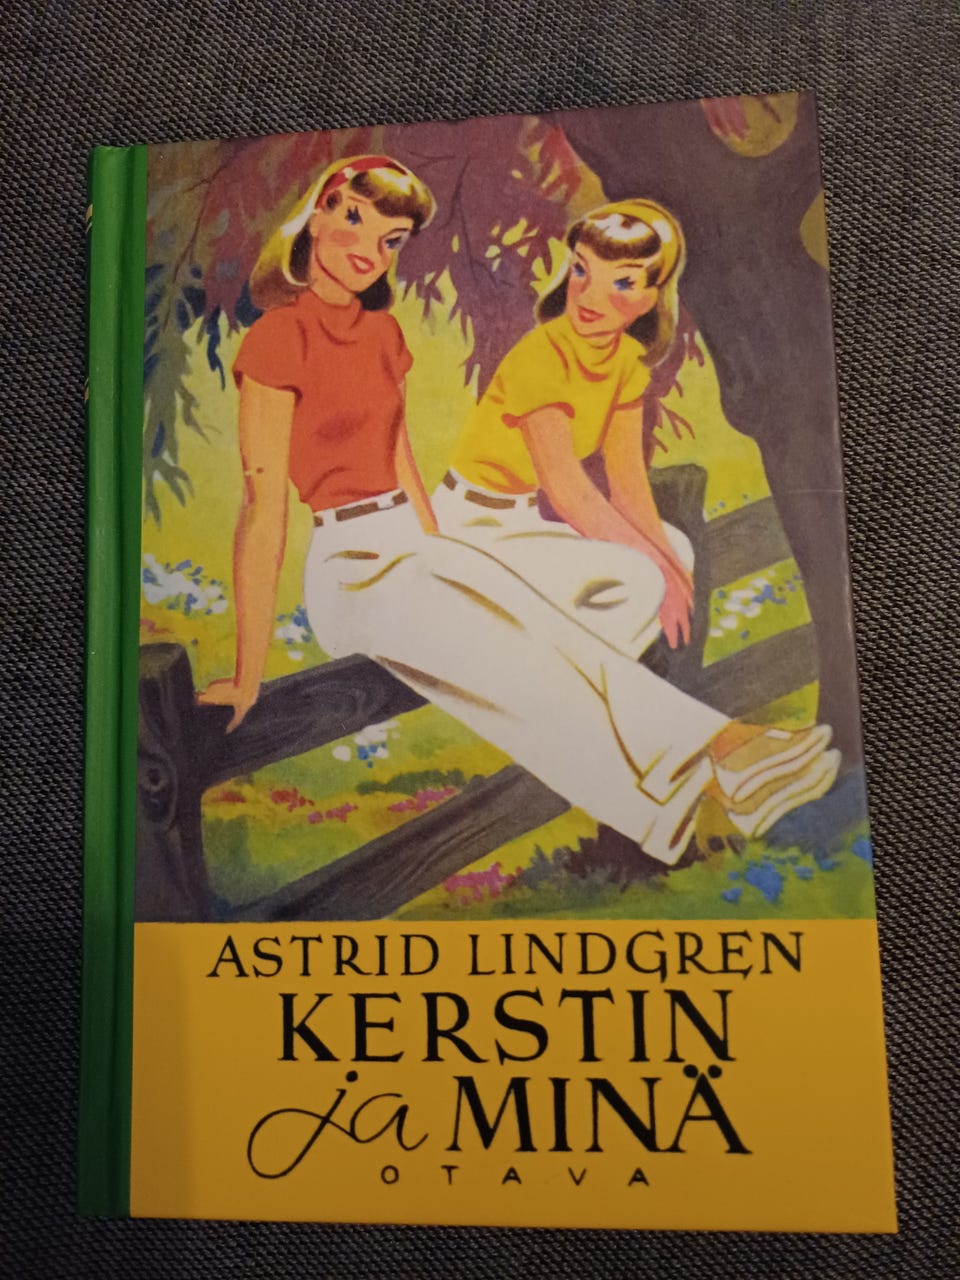 ASTRID LINDGREN
KERSTIN
ja MINÄ
OTAVA